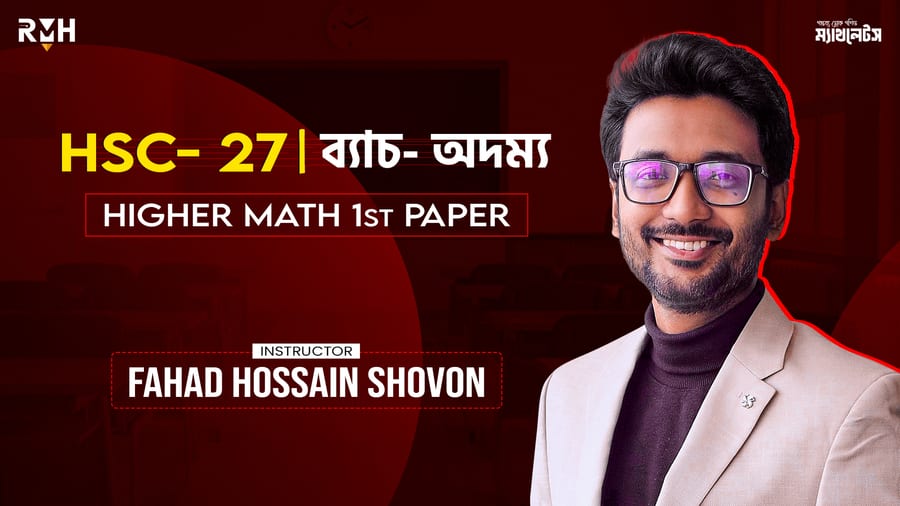 RMH
ম্যাথলেটস
HSC- 27 | ব্যাচ- অদম্য
HIGHER MATH 1ST PAPER
INSTRUCTOR
FAHAD HOSSAIN SHOVON